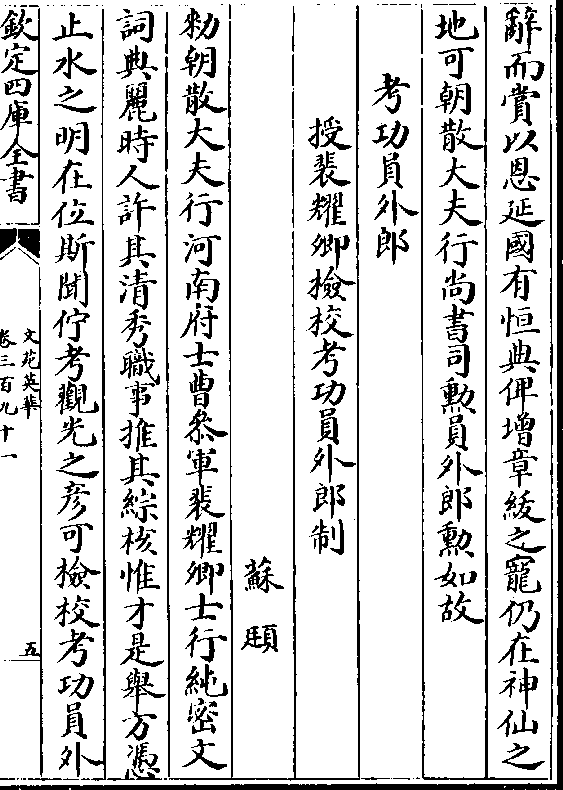 辭而賞以恩延國有恒典俾增章綬之寵仍在神仙之
地可朝散大夫行尚書司勲員外郎勲如故
考功員外郎
授裴耀卿檢校考功員外郎制
蘇頲
勑朝散大夫行河南府士曹叅軍裴耀卿士行純密文
詞典麗時人許其清秀職事推其綜核惟才是舉方憑
止水之明在位斯聞佇考觀光之彦可檢校考功員外
欽定四庫全書
文苑英華
卷三百九十一
五